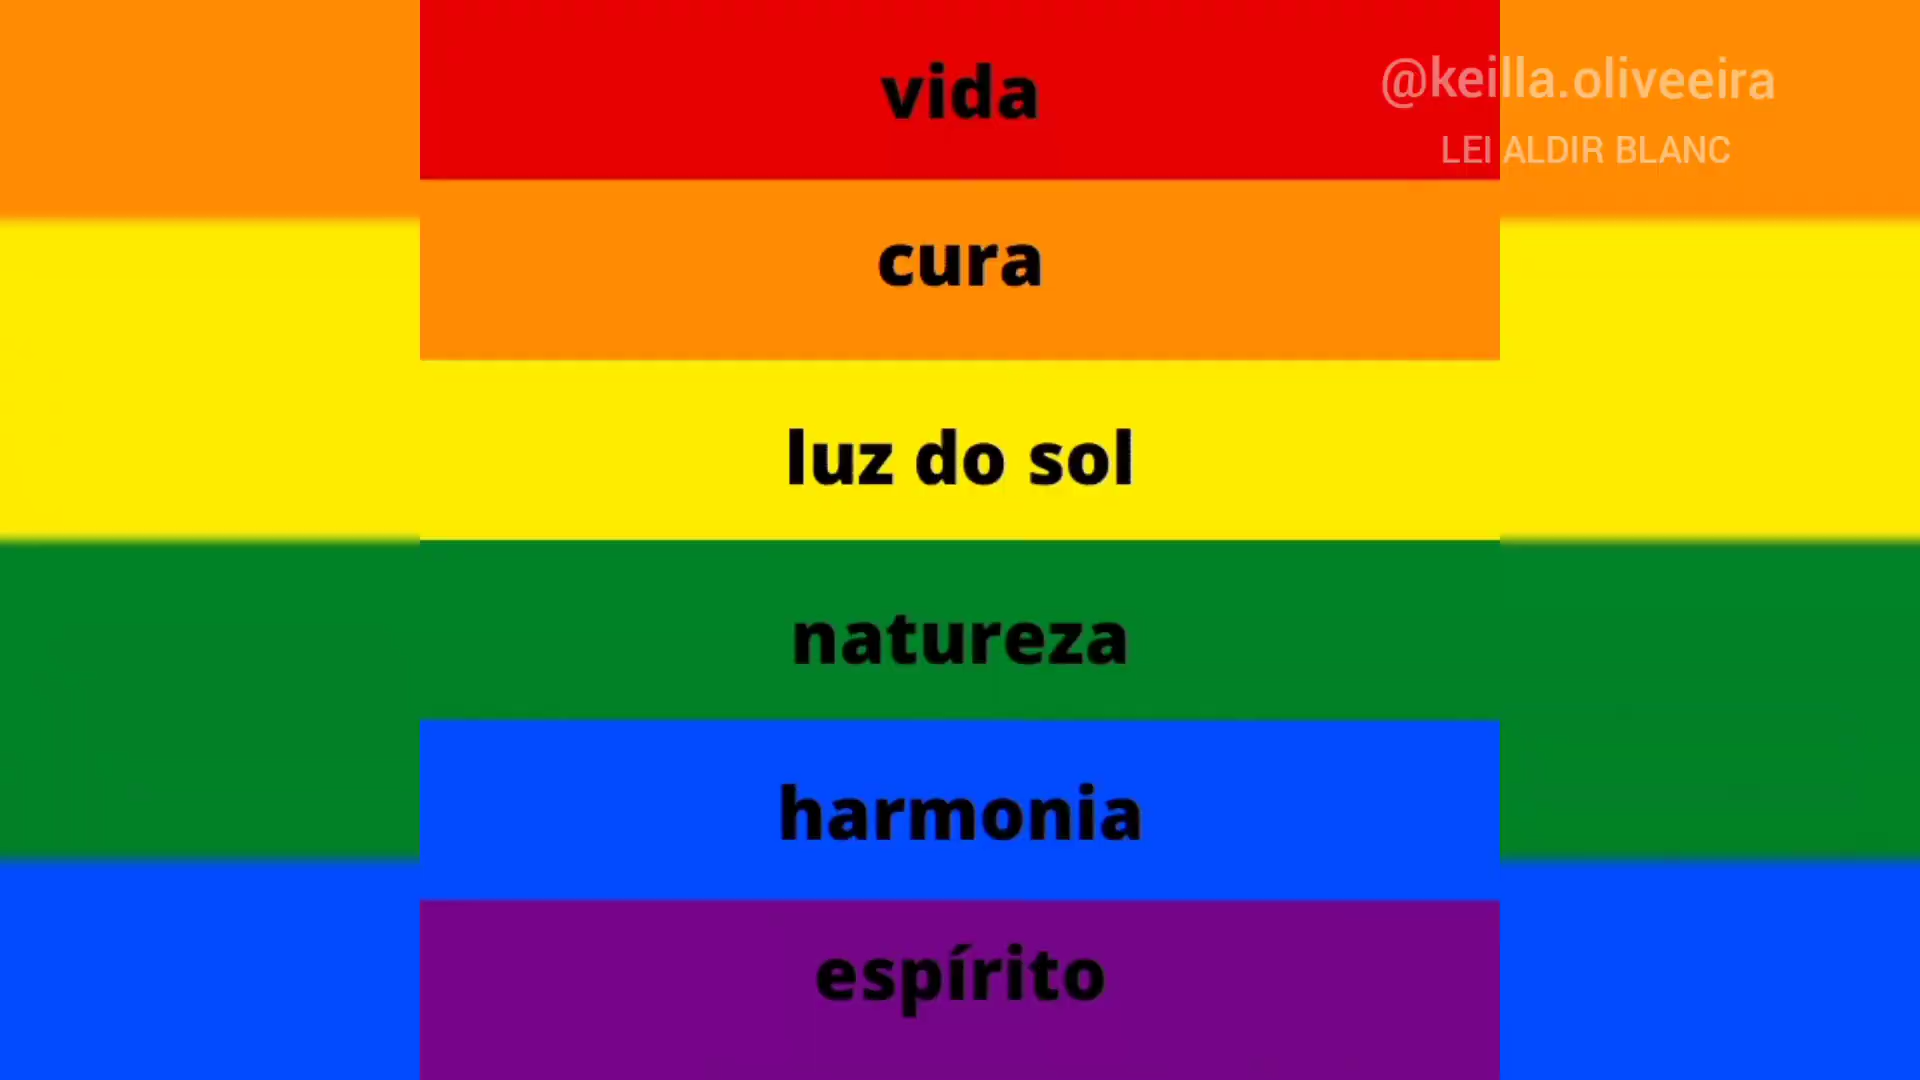 vida
@keilla.oliveeira
LEI ALDIR BLANC
cura
luz do sol
natureza
harmonia
espírito